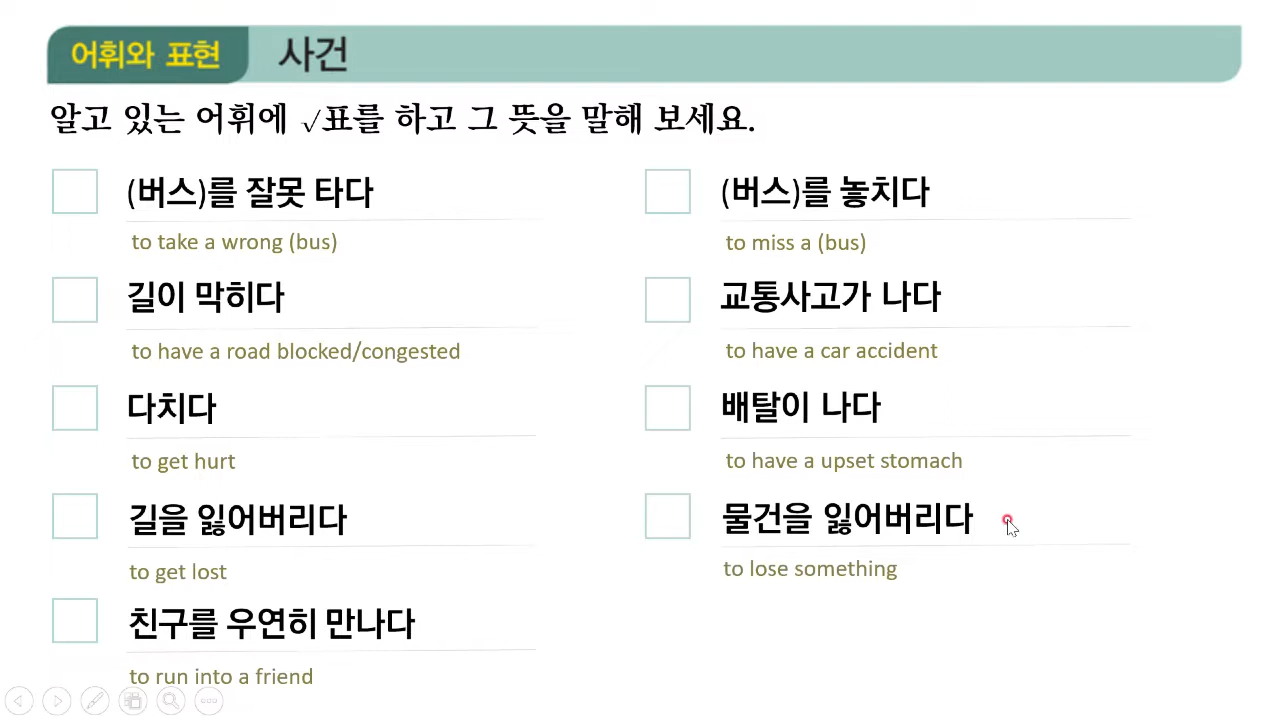 어휘와 표현 사건
알고 있는 어휘에 √표를 하고 그 뜻을 말해 보세요.
(버스)를 잘못 타다
to take a wrong (bus)
(버스)를 놓치다
to miss a (bus)
길이 막히다
to have a road blocked/congested
교통사고가 나다
to have a car accident
다치다
to get hurt
배탈이 나다
to have a upset stomach
길을 잃어버리다
to get lost
물건을 잃어버리다
to lose something
친구를 우연히 만나다
to run into a friend